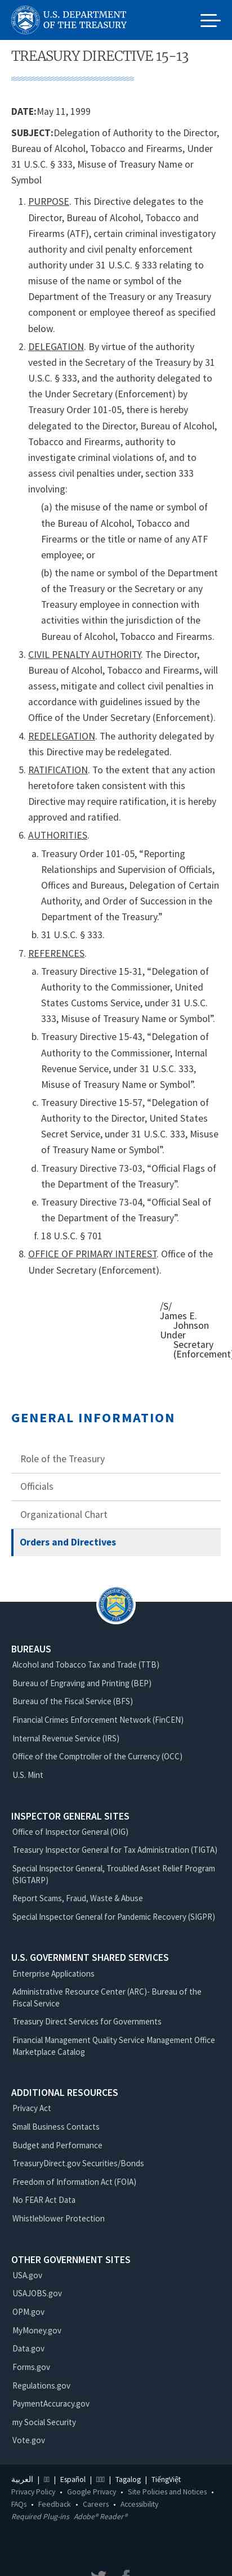 U.S. DEPARTMENT
OF THE TREASURY
TREASURY DIRECTIVE 15-13
DATE:May 11, 1999
SUBJECT:Delegation of Authority to the Director,
Bureau of Alcohol, Tobacco and Firearms, Under
31 U.S.C. § 333, Misuse of Treasury Name or
Symbol
1. PURPOSE. This Directive delegates to the
Director, Bureau of Alcohol, Tobacco and
Firearms (ATF), certain criminal investigatory
authority and civil penalty enforcement
authority under 31 U.S.C. § 333 relating to
misuse of the name or symbol of the
Department of the Treasury or any Treasury
component or employee thereof as specified
below.
2. DELEGATION. By virtue of the authority
vested in the Secretary of the Treasury by 31
U.S.C. § 333, and the authority delegated to
the Under Secretary (Enforcement) by
Treasury Order 101-05, there is hereby
delegated to the Director, Bureau of Alcohol,
Tobacco and Firearms, authority to
investigate criminal violations of, and to
assess civil penalties under, section 333
involving:
(a) the misuse of the name or symbol of
the Bureau of Alcohol, Tobacco and
Firearms or the title or name of any ATF
employee; or
(b) the name or symbol of the Department
of the Treasury or the Secretary or any
Treasury employee in connection with
activities within the jurisdiction of the
Bureau of Alcohol, Tobacco and Firearms.
3. CIVIL PENALTY AUTHORITY. The Director,
Bureau of Alcohol, Tobacco and Firearms, will
assess, mitigate and collect civil penalties in
accordance with guidelines issued by the
Office of the Under Secretary (Enforcement).
4. REDELEGATION. The authority delegated by
this Directive may be redelegated.
5. RATIFICATION. To the extent that any action
heretofore taken consistent with this
Directive may require ratification, it is hereby
approved and ratified.
6. AUTHORITIES.
a. Treasury Order 101-05, “Reporting
Relationships and Supervision of Officials,
Offices and Bureaus, Delegation of Certain
Authority, and Order of Succession in the
Department of the Treasury.”
b. 31 U.S.C. § 333.
7. REFERENCES.
a. Treasury Directive 15-31, “Delegation of
Authority to the Commissioner, United
States Customs Service, under 31 U.S.C.
333, Misuse of Treasury Name or Symbol”.
b. Treasury Directive 15-43, “Delegation of
Authority to the Commissioner, Internal
Revenue Service, under 31 U.S.C. 333,
Misuse of Treasury Name or Symbol”.
c. Treasury Directive 15-57, “Delegation of
Authority to the Director, United States
Secret Service, under 31 U.S.C. 333, Misuse
of Treasury Name or Symbol”.
d. Treasury Directive 73-03, “Official Flags of
the Department of the Treasury”.
e. Treasury Directive 73-04, “Official Seal of
the Department of the Treasury”.
f. 18 U.S.C. § 701
8. OFFICE OF PRIMARY INTEREST. Office of the
Under Secretary (Enforcement).
/S/
James E.
Johnson
Under
Secretary
(Enforcement)
GENERAL INFORMATION
Role of the Treasury
Officials
Organizational Chart
Orders and Directives
BUREAUS
Alcohol and Tobacco Tax and Trade (TTB)
Bureau of Engraving and Printing (BEP)
Bureau of the Fiscal Service (BFS)
Financial Crimes Enforcement Network (FinCEN)
Internal Revenue Service (IRS)
Office of the Comptroller of the Currency (OCC)
U.S. Mint
INSPECTOR GENERAL SITES
Office of Inspector General (OIG)
Treasury Inspector General for Tax Administration (TIGTA)
Special Inspector General, Troubled Asset Relief Program
(SIGTARP)
Report Scams, Fraud, Waste & Abuse
Special Inspector General for Pandemic Recovery (SIGPR)
U.S. GOVERNMENT SHARED SERVICES
Enterprise Applications
Administrative Resource Center (ARC)- Bureau of the
Fiscal Service
Treasury Direct Services for Governments
Financial Management Quality Service Management Office
Marketplace Catalog
ADDITIONAL RESOURCES
Privacy Act
Small Business Contacts
Budget and Performance
TreasuryDirect.gov Securities/Bonds
Freedom of Information Act (FOIA)
No FEAR Act Data
Whistleblower Protection
OTHER GOVERNMENT SITES
USA.gov
USAJOBS.gov
OPM.gov
MyMoney.gov
Data.gov
Forms.gov
Regulations.gov
PaymentAccuracy.gov
my Social Security
Vote.gov
العربية | | Español | | Tagalog | TiếngViệt
Privacy Policy • Google Privacy • Site Policies and Notices •
FAQs • Feedback • Careers • Accessibility
Required Plug-ins Adobe® Reader®